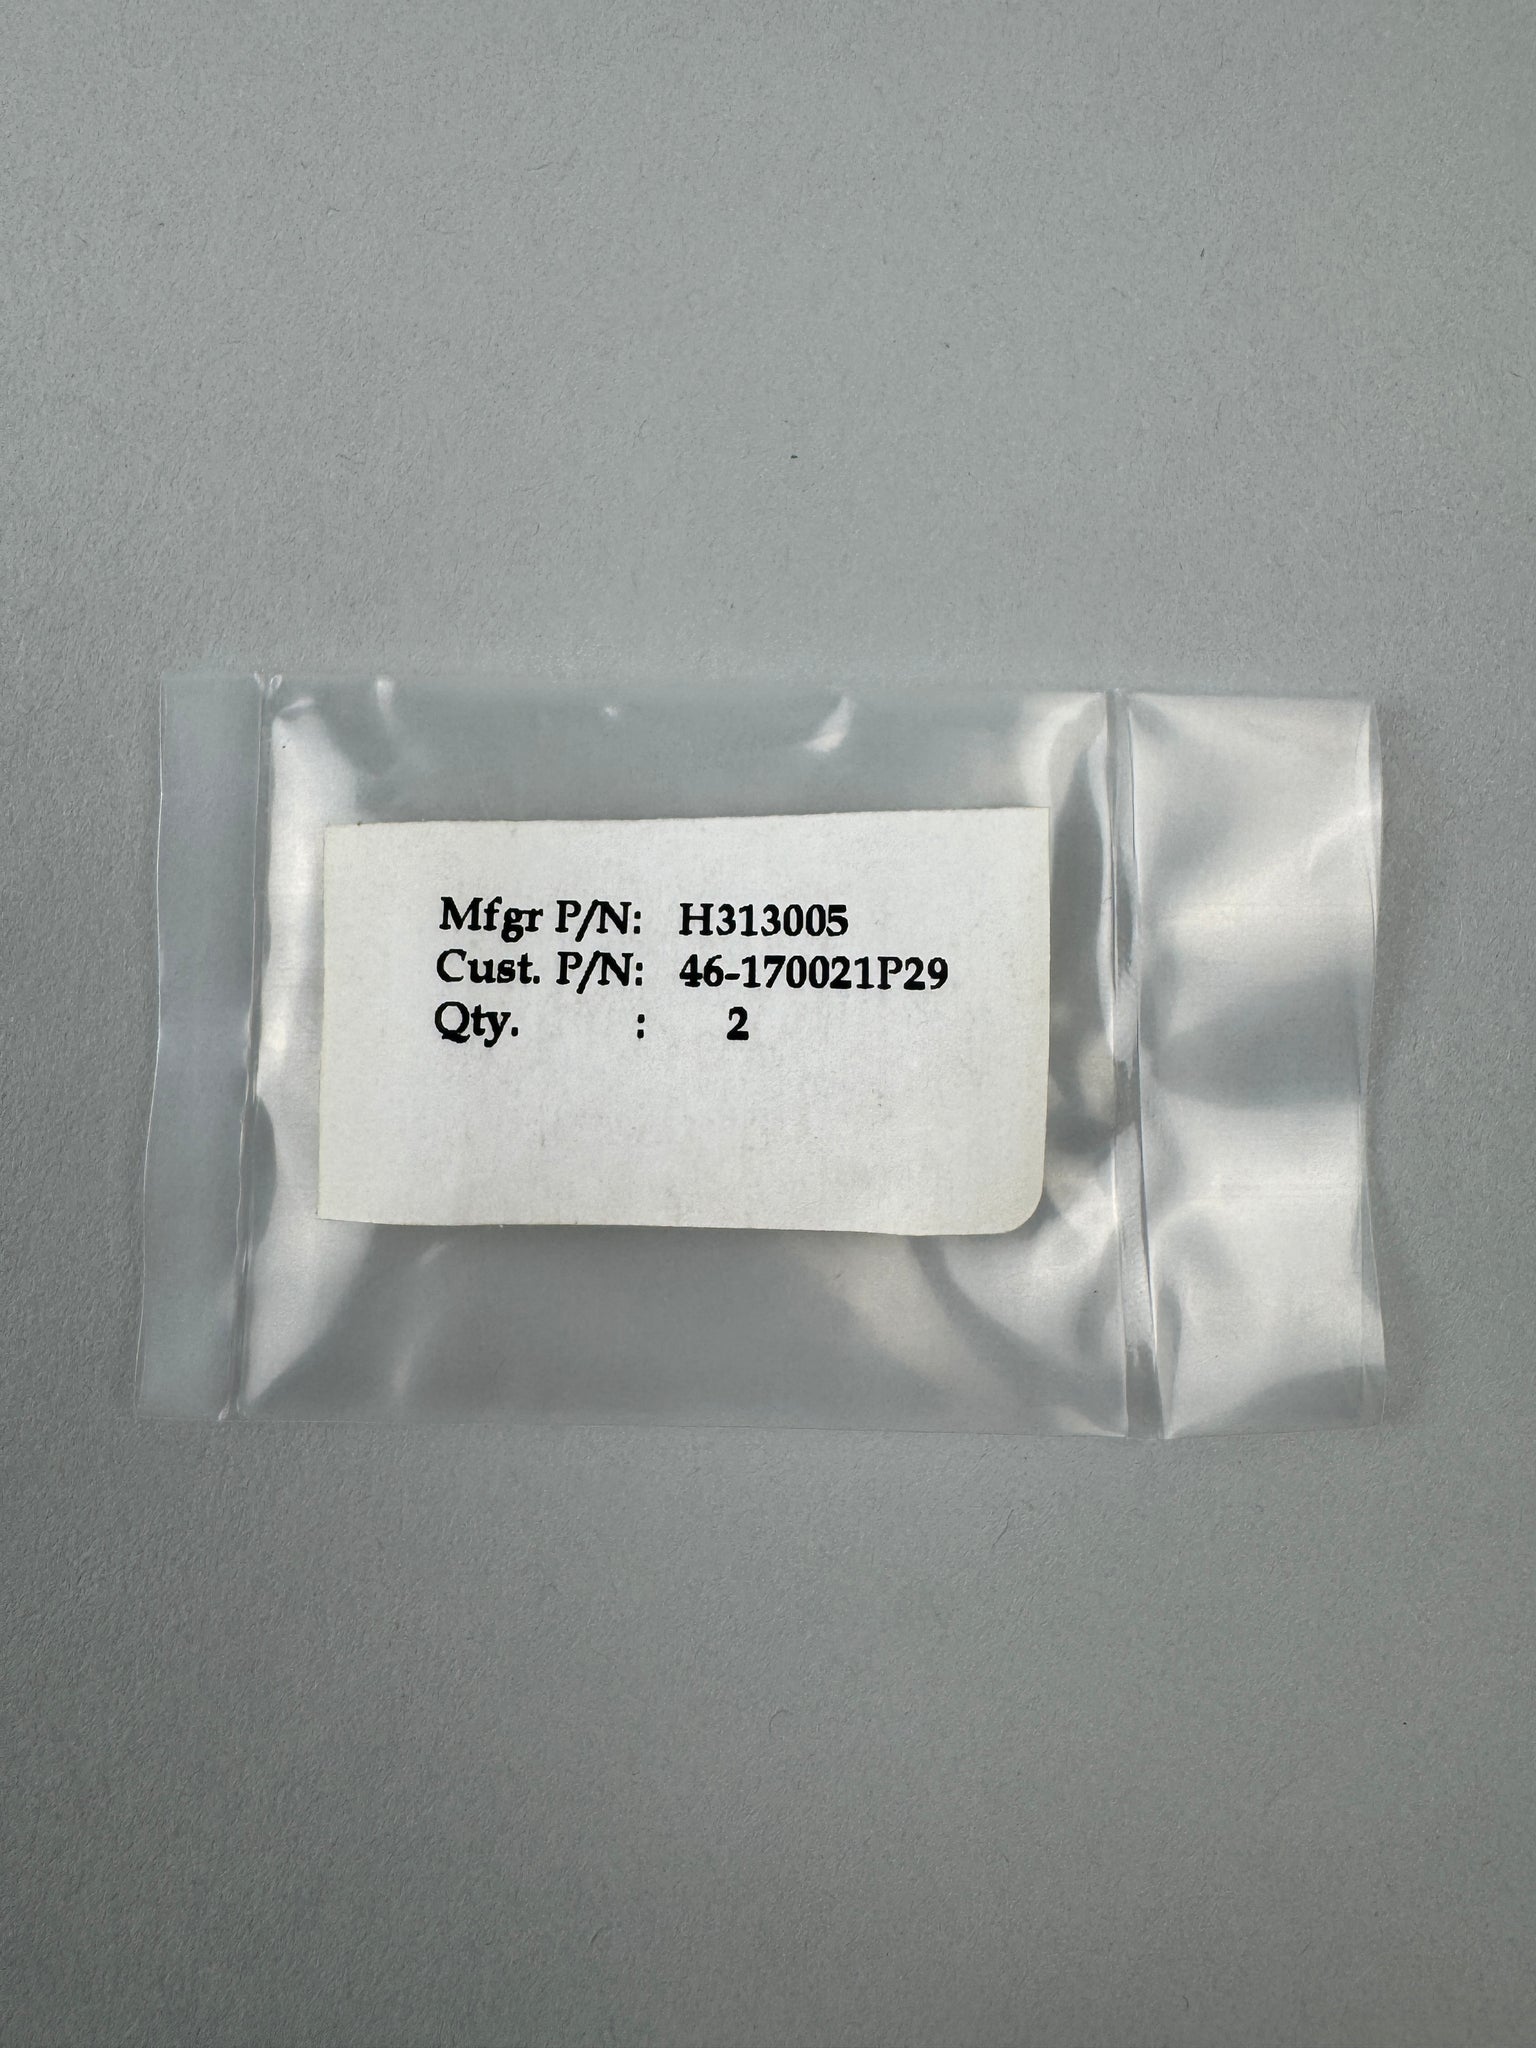 Mfgr P/N: H313005
Cust. P/N: 46-170021P29
Qty. : 2